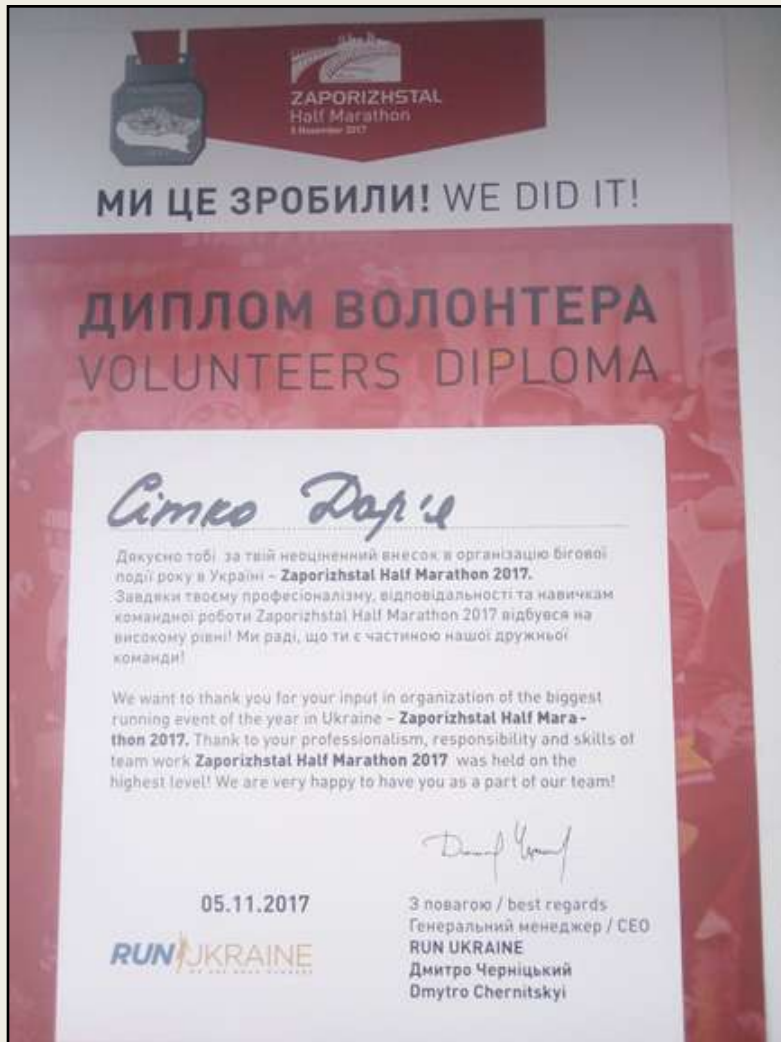 ZAPORIZHSTAL
Half Marathon
5 November 2017
МИ ЦЕ ЗРОБИЛИ! WE DID IT!
ДИПЛОМ ВОЛОНТЕРА
VOLUNTEERS DIPLOMA
Сітко Дар'я
Дякуємо тобі за твій неоціненний внесок в організацію бігової
події року в Україні – Zaporizhstal Half Marathon 2017.
Завдяки твоєму професіоналізму, відповідальності та навичкам
командної роботи Zaporizhstal Half Marathon 2017 відбувся на
високому рівні! Ми раді, що ти є частиною нашої дружньої
команди!
We want to thank you for your input in organization of the biggest
running event of the year in Ukraine – Zaporizhstal Half Mara-
thon 2017. Thank to your professionalism, responsibility and skills of
team work Zaporizhstal Half Marathon 2017 was held on the
highest level! We are very happy to have you as a part of our team!
05.11.2017
RUN UKRAINE
З повагою / best regards
Генеральний менеджер / CEO
RUN UKRAINE
Дмитро Черніцький
Dmytro Chernitskyi